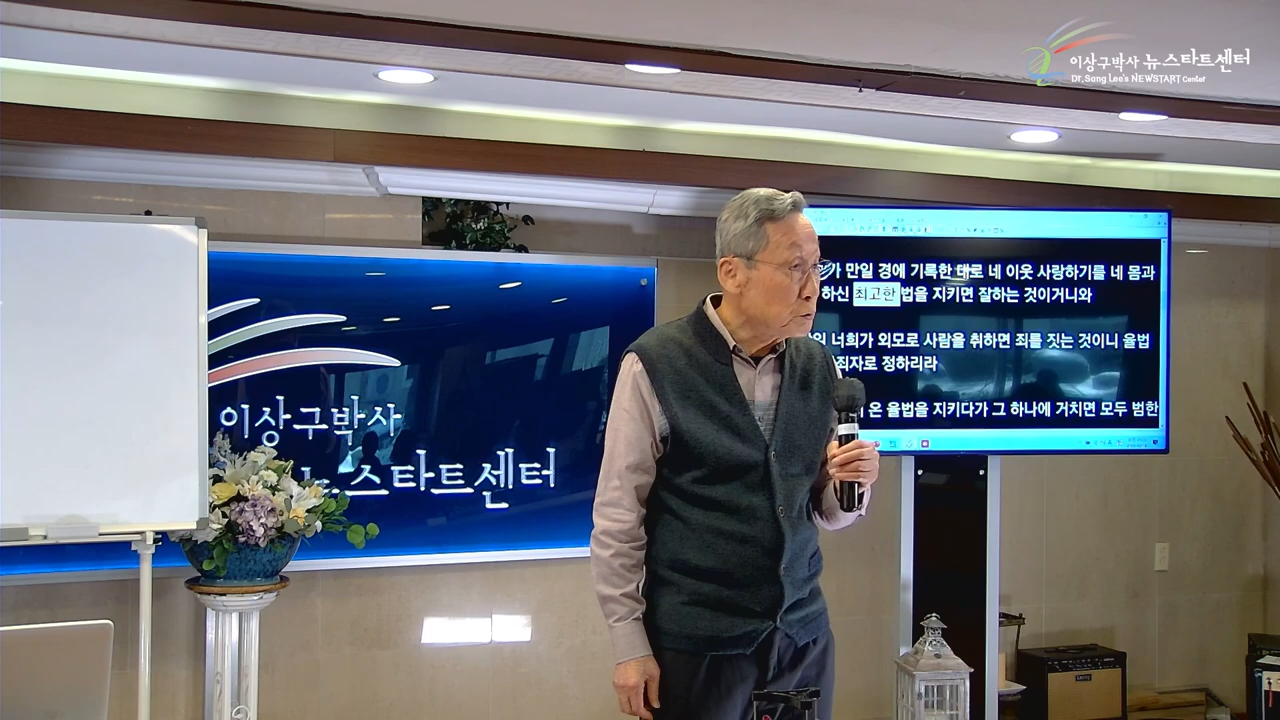 이상구박사 뉴스타트센터
Dr. Sang Lee's NEWSTART Center
만일 경에 기록한 대로 네 이웃 사랑하기를 네 몸과
하신 최고한 법을 지키면 잘하는 것이거니와
너희가 외모로 사람을 취하면 죄를 짓는 것이니 율법
죄자로 정하리라
온 율법을 지키다가 그 하나에 거치면 모두 범한
이상구박사
뉴스타트센터